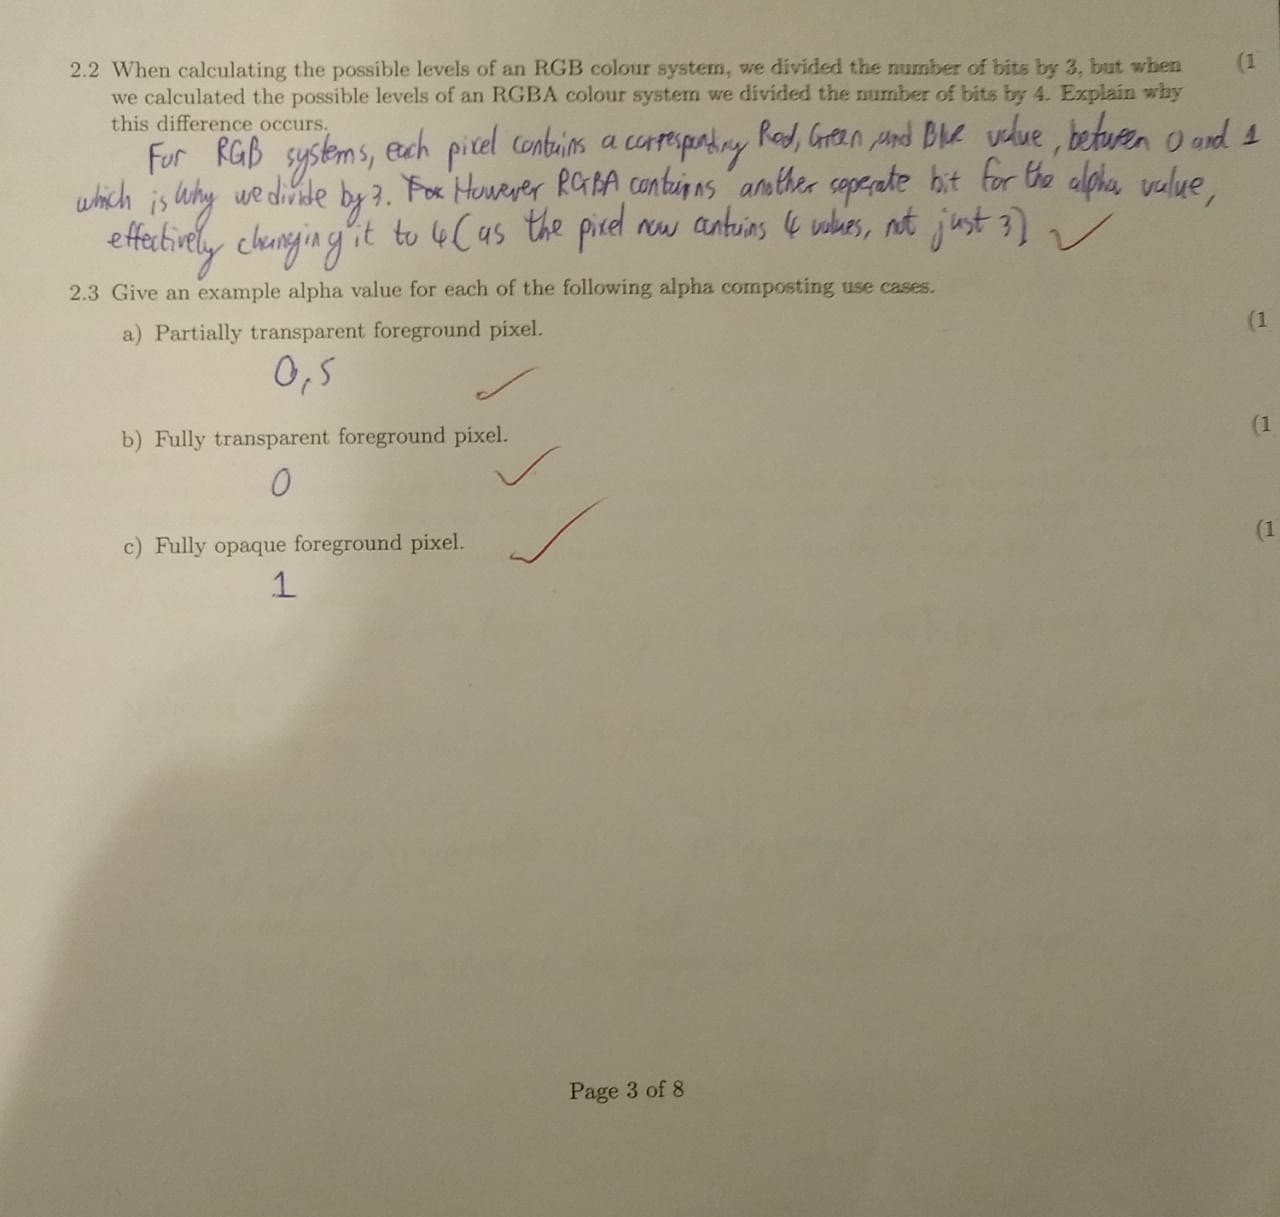 2.2 When calculating the possible levels of an RGB colour system, we divided the number of bits by 3, but when (1
we calculated the possible levels of an RGBA colour system we divided the number of bits by 4. Explain why
this difference occurs.
For RGB systems, each pixel contains a corresponding Red, Green, and Blue value, between 0 and 1
which is why we divide by 3. However RGBA contains another seperate bit for the alpha value,
effectively changing it to 4 (as the pixel now contains 4 values, not just 3)
2.3 Give an example alpha value for each of the following alpha composting use cases.
a) Partially transparent foreground pixel. (1
0,5
b) Fully transparent foreground pixel. (1
0
c) Fully opaque foreground pixel. (1
1
Page 3 of 8